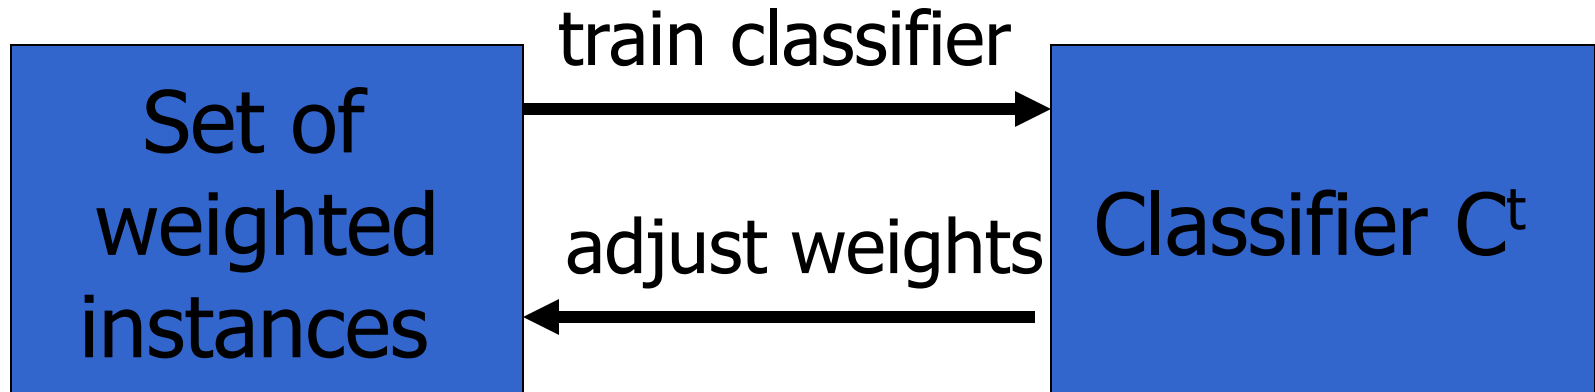 train classifier
Set of
weighted
instances
adjust weights
Classifier Cᵗ